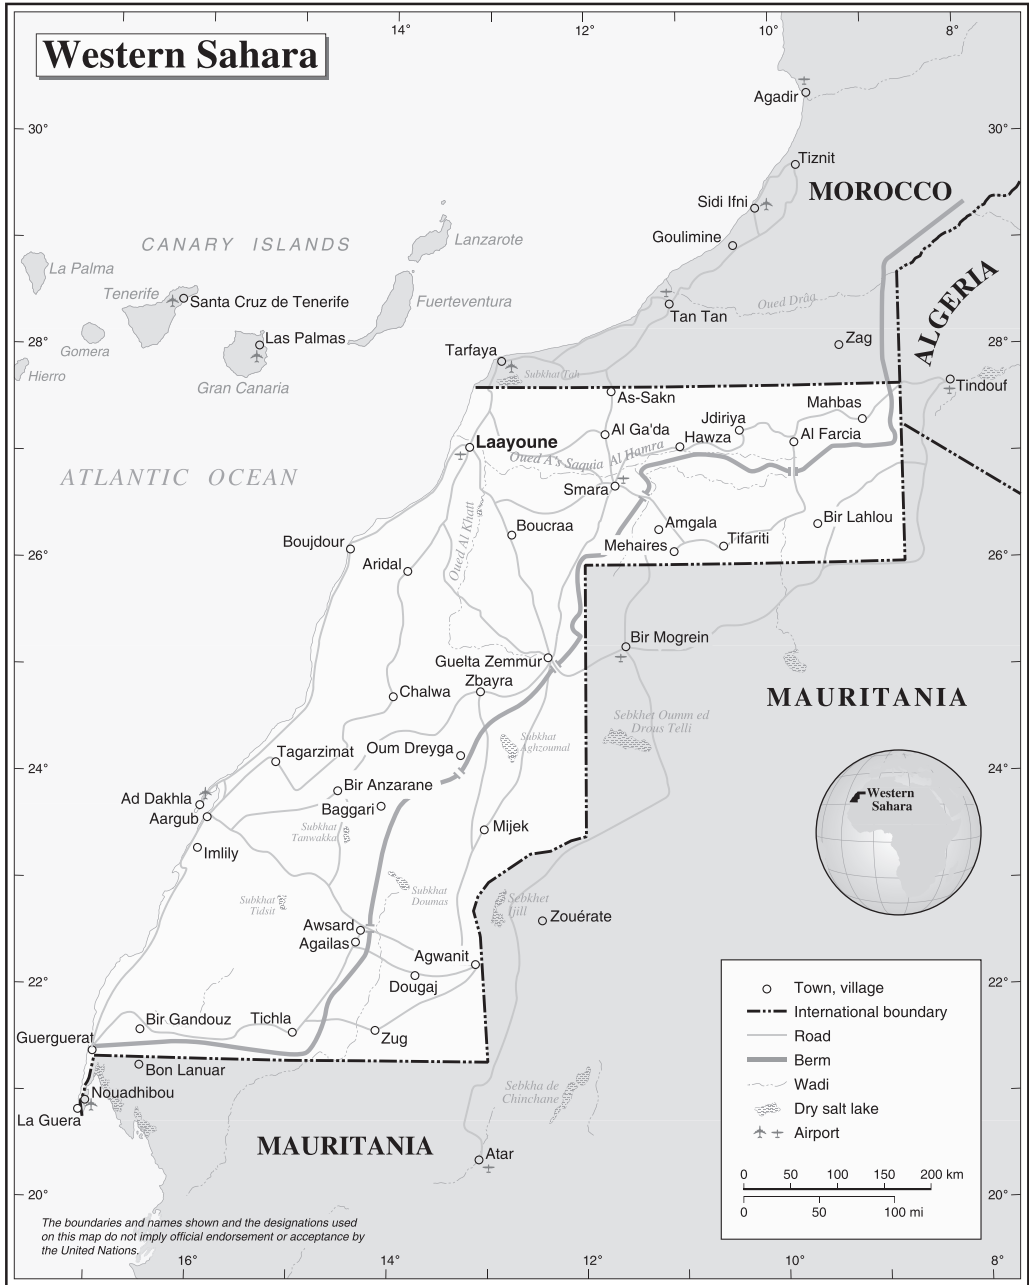 14°
12°
10°
8°
Western Sahara
Agadir
30°
30°
Tiznit
MOROCCO
Sidi Ifni
Goulimine
CANARY ISLANDS
Lanzarote
La Palma
Tenerife
Santa Cruz de Tenerife
Fuerteventura
Oued Drâa
Tan Tan
ALGERIA
Las Palmas
Zag
28°
28°
Gomera
Tarfaya
Hierro
Gran Canaria
Subkhat Tah
Tindouf
As-Sakn
Mahbas
Jdiriya
Al Ga'da
Hawza
Al Farcia
Laayoune
Oued A's Saquia Al Hamra
ATLANTIC OCEAN
Smara
Oued Al Khatt
Boucraa
Amgala
Bir Lahlou
Boujdour
Mehaires
Tifariti
26°
26°
Aridal
Bir Mogrein
Guelta Zemmur
Zbayra
Chalwa
MAURITANIA
Sebkhet Oumm ed
Drous Telli
Tagarzimat
Oum Dreyga
Subkhat
Aghzoumal
24°
24°
Bir Anzarane
Ad Dakhla
Baggari
Western
Sahara
Aargub
Mijek
Subkhat
Tanwakka
Imlily
Subkhat
Tidsit
Subkhat
Doumas
Sebkhet
Ijill
Zouérate
Awsard
Agailas
Agwanit
22°
22°
Dougaj
Town, village
International boundary
Road
Berm
Wadi
Dry salt lake
Airport
0 50 100 150 200 km
0 50 100 mi
Bir Gandouz
Tichla
Guerguerat
Zug
Bon Lanuar
Nouadhibou
Sebkha de
Chinchane
La Guera
MAURITANIA
Atar
20°
20°
The boundaries and names shown and the designations used
on this map do not imply official endorsement or acceptance by
the United Nations.
16°
14°
12°
10°
8°